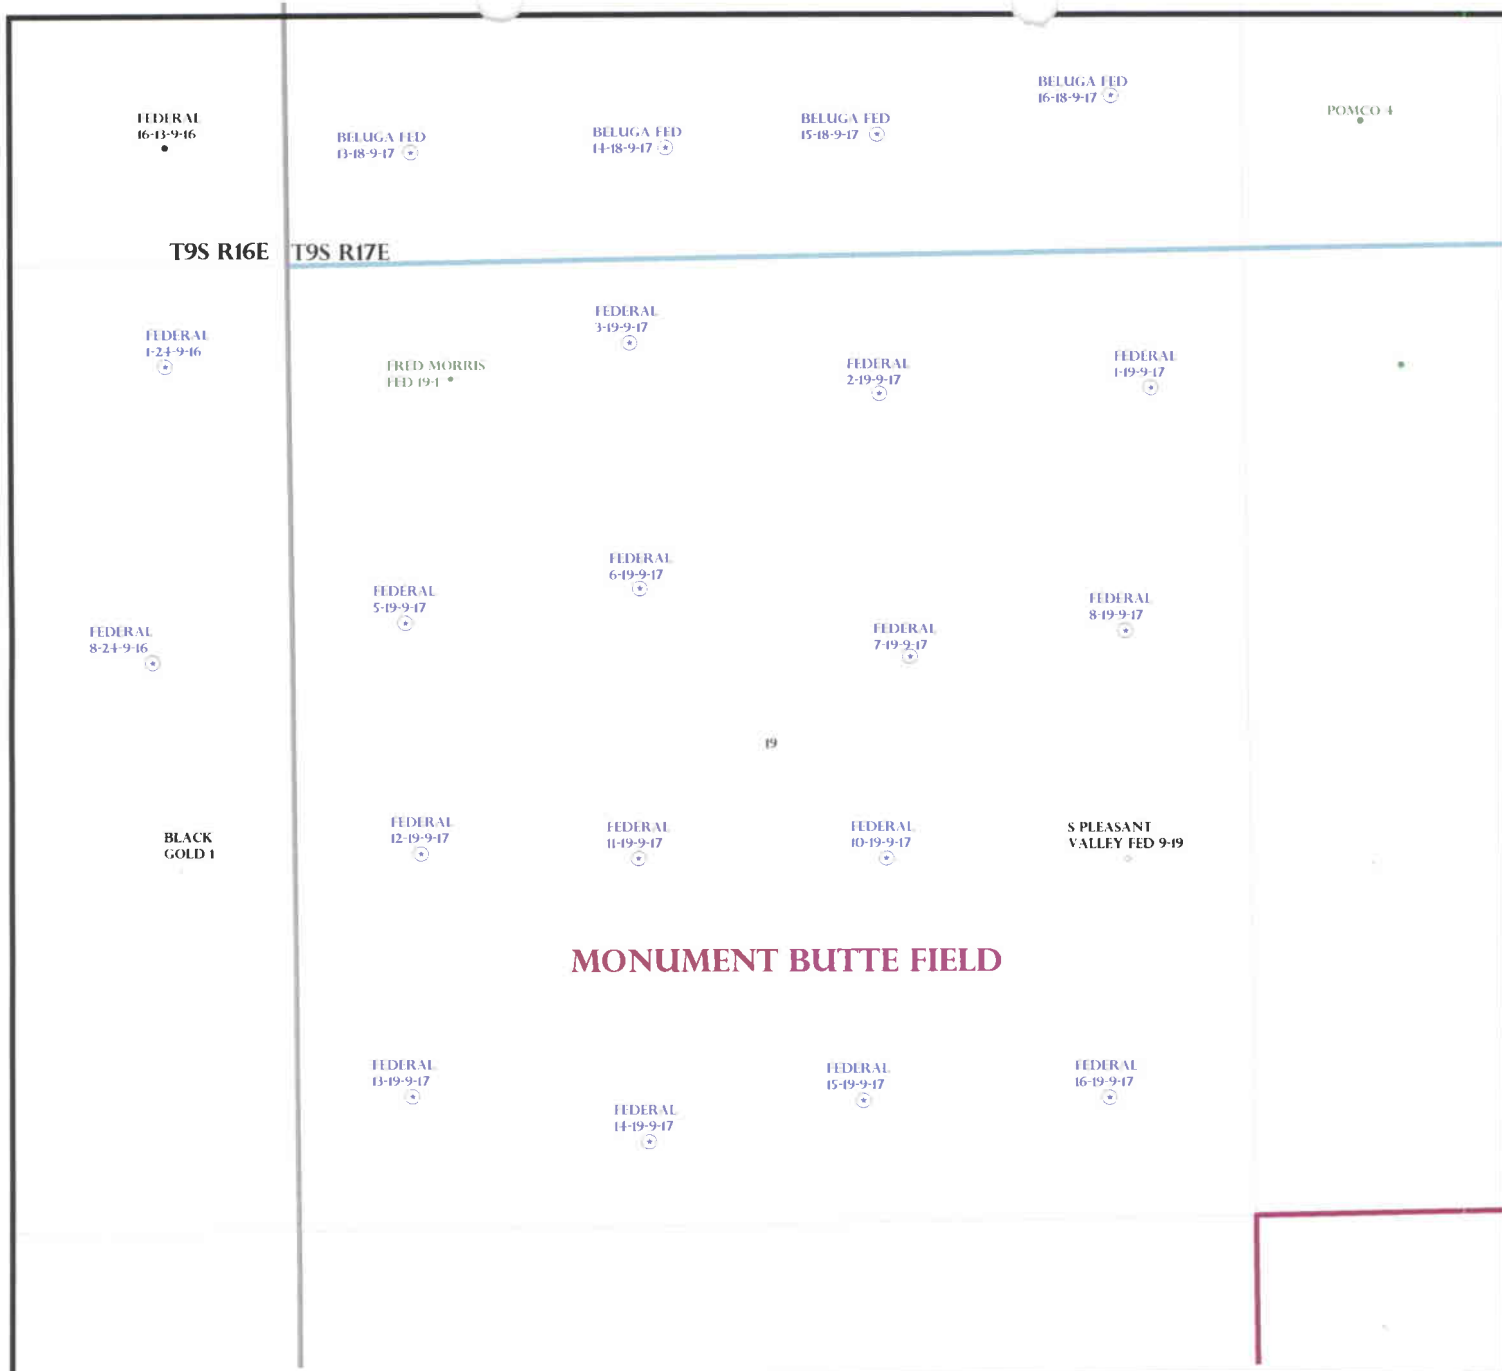 BELUGA FED
16-18-9-17
POMCO 4
FEDERAL
16-13-9-16
BELUGA FED
13-18-9-17
BELUGA FED
14-18-9-17
BELUGA FED
15-18-9-17
T9S R16E
T9S R17E
FEDERAL
1-24-9-16
FRED MORRIS
FED 19-1
FEDERAL
3-19-9-17
FEDERAL
2-19-9-17
FEDERAL
1-19-9-17
FEDERAL
8-24-9-16
FEDERAL
5-19-9-17
FEDERAL
6-19-9-17
FEDERAL
7-19-9-17
FEDERAL
8-19-9-17
19
BLACK
GOLD 1
FEDERAL
12-19-9-17
FEDERAL
11-19-9-17
FEDERAL
10-19-9-17
S PLEASANT
VALLEY FED 9-19
MONUMENT BUTTE FIELD
FEDERAL
13-19-9-17
FEDERAL
14-19-9-17
FEDERAL
15-19-9-17
FEDERAL
16-19-9-17